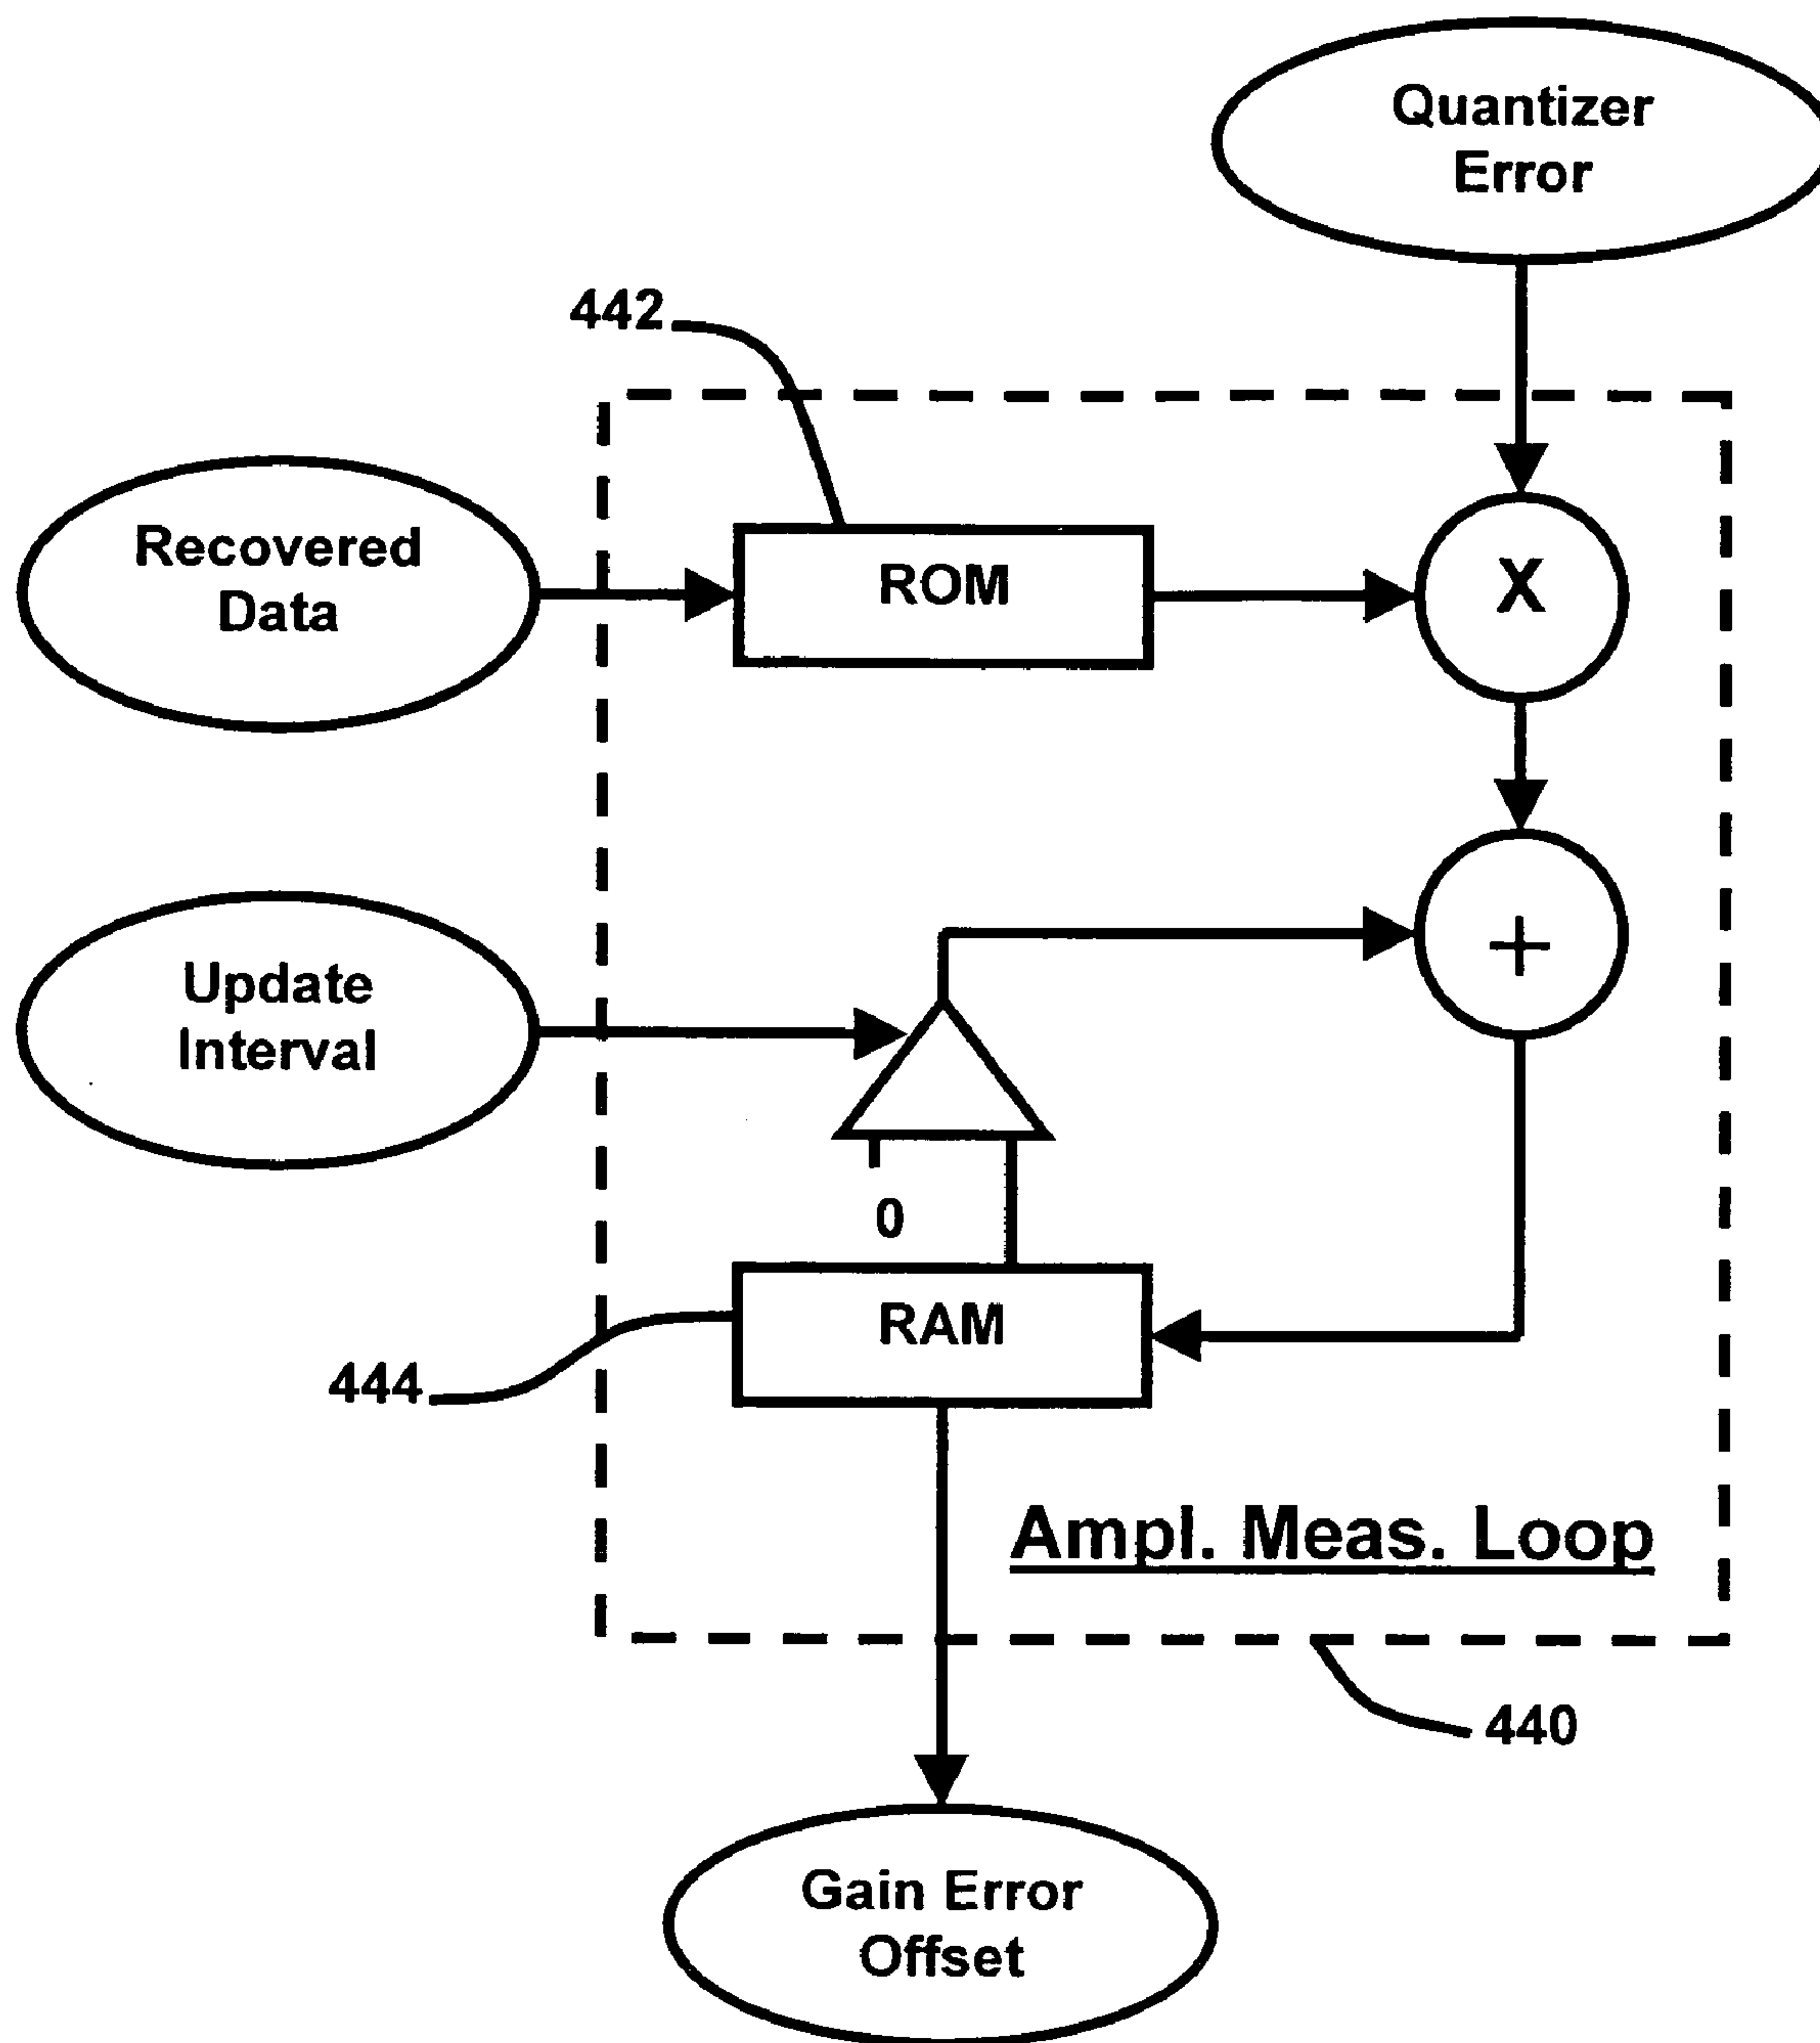 Quantizer
Error
442
Recovered
Data
ROM
X
Update
Interval
+
0
RAM
444
Ampl. Meas. Loop
440
Gain Error
Offset